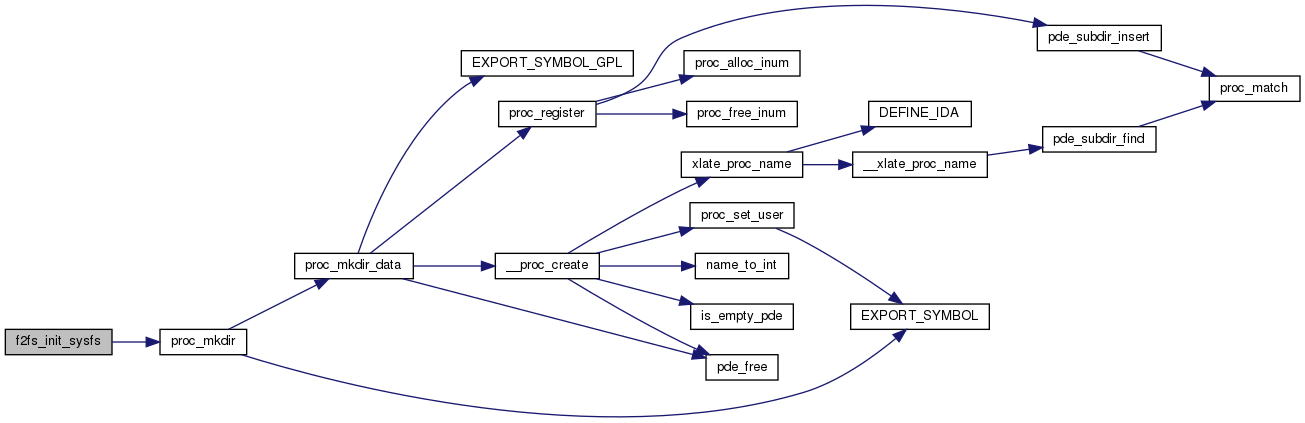 pde_subdir_insert
EXPORT_SYMBOL_GPL
proc_alloc_inum
proc_match
proc_register
proc_free_inum
DEFINE_IDA
pde_subdir_find
xlate_proc_name
__xlate_proc_name
proc_set_user
proc_mkdir_data
__proc_create
name_to_int
is_empty_pde
EXPORT_SYMBOL
f2fs_init_sysfs
proc_mkdir
pde_free